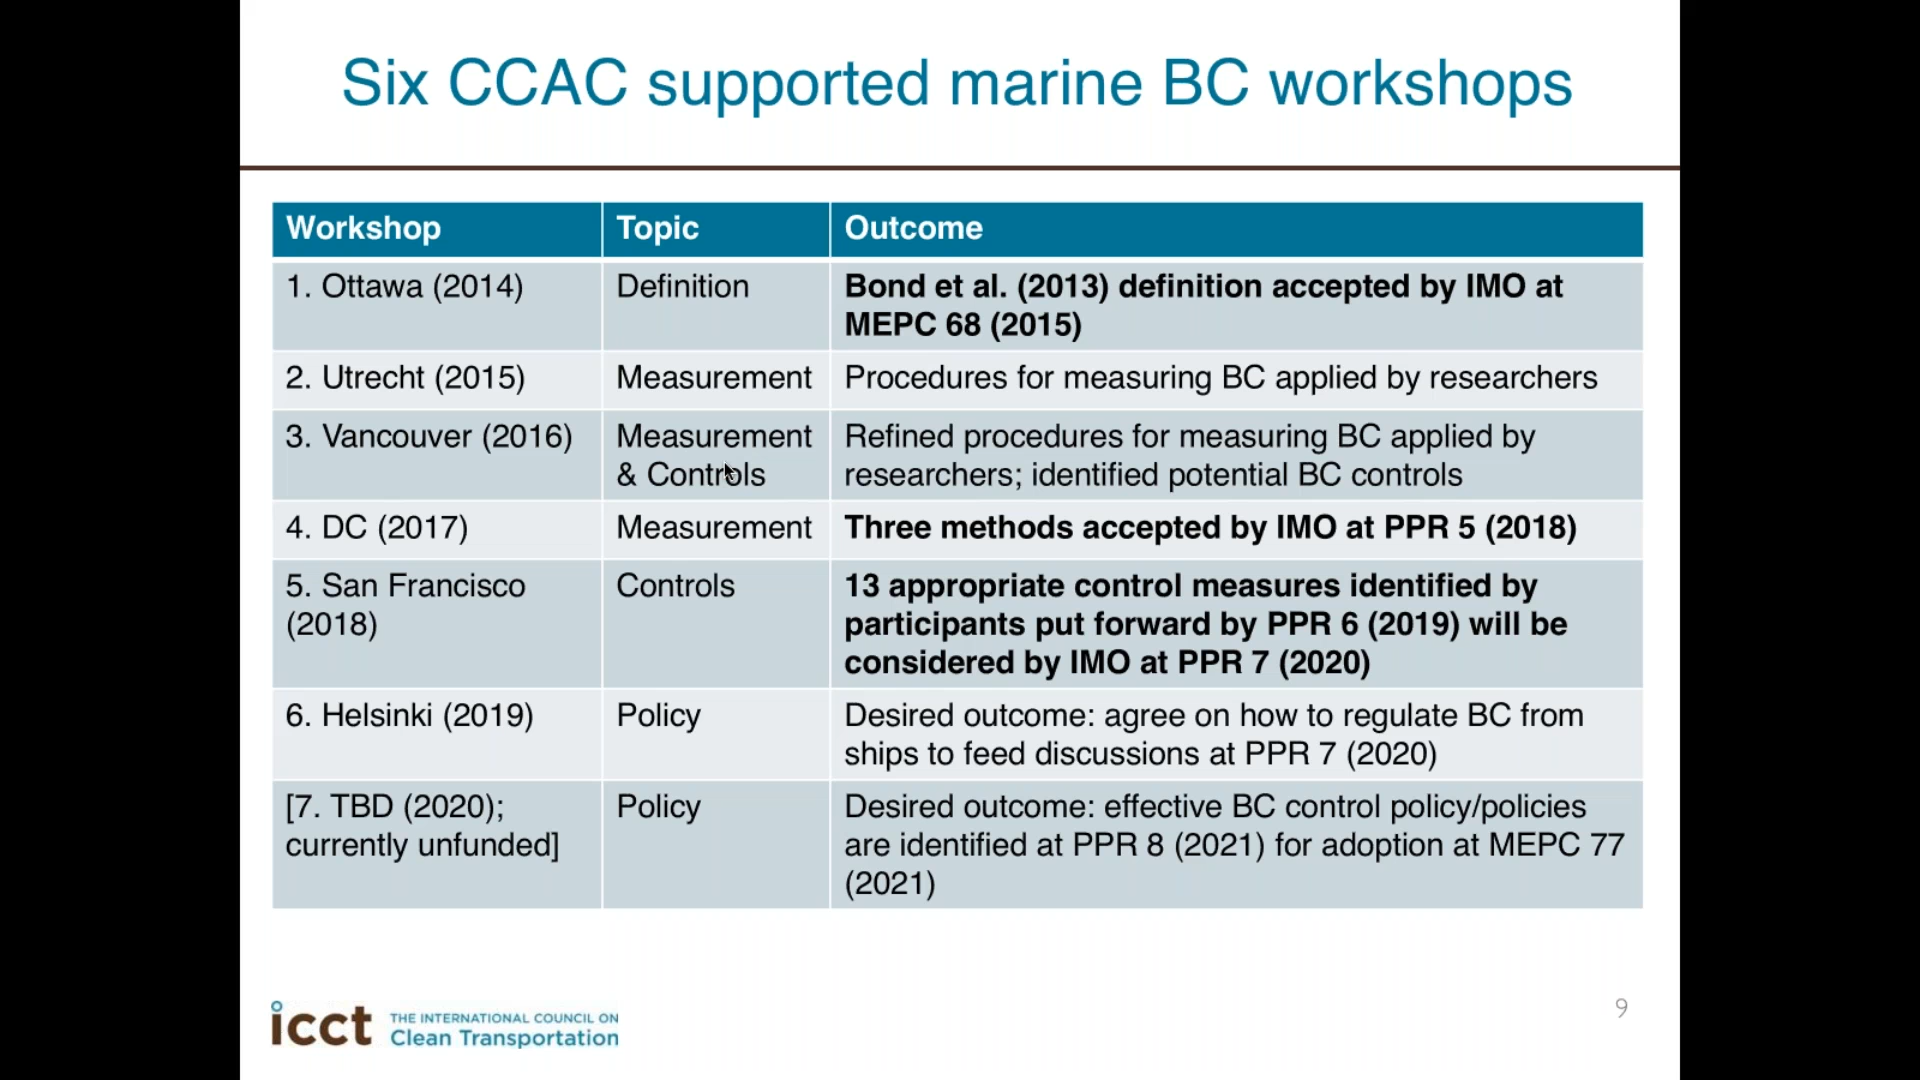 Six CCAC supported marine BC workshops
Workshop
Topic
Outcome
1. Ottawa (2014)
Definition
Bond et al. (2013) definition accepted by IMO at
MEPC 68 (2015)
2. Utrecht (2015)
Measurement
Procedures for measuring BC applied by researchers
3. Vancouver (2016)
Measurement
& Controls
Refined procedures for measuring BC applied by
researchers; identified potential BC controls
4. DC (2017)
Measurement
Three methods accepted by IMO at PPR 5 (2018)
5. San Francisco
(2018)
Controls
13 appropriate control measures identified by
participants put forward by PPR 6 (2019) will be
considered by IMO at PPR 7 (2020)
6. Helsinki (2019)
Policy
Desired outcome: agree on how to regulate BC from
ships to feed discussions at PPR 7 (2020)
[7. TBD (2020);
currently unfunded]
Policy
Desired outcome: effective BC control policy/policies
are identified at PPR 8 (2021) for adoption at MEPC 77
(2021)
icct
THE INTERNATIONAL COUNCIL ON
Clean Transportation
9